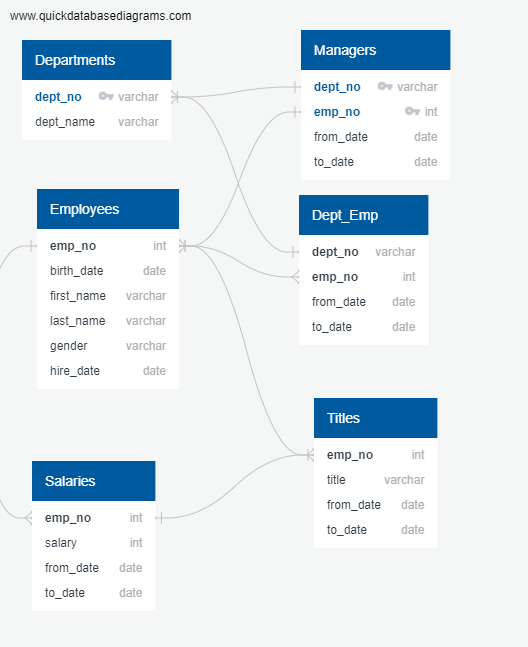 www.quickdatabasediagrams.com
Departments
dept_no varchar
dept_name varchar
Managers
dept_no varchar
emp_no int
from_date date
to_date date
Employees
emp_no int
birth_date date
first_name varchar
last_name varchar
gender varchar
hire_date date
Dept_Emp
dept_no varchar
emp_no int
from_date date
to_date date
Salaries
emp_no int
salary int
from_date date
to_date date
Titles
emp_no int
title varchar
from_date date
to_date date